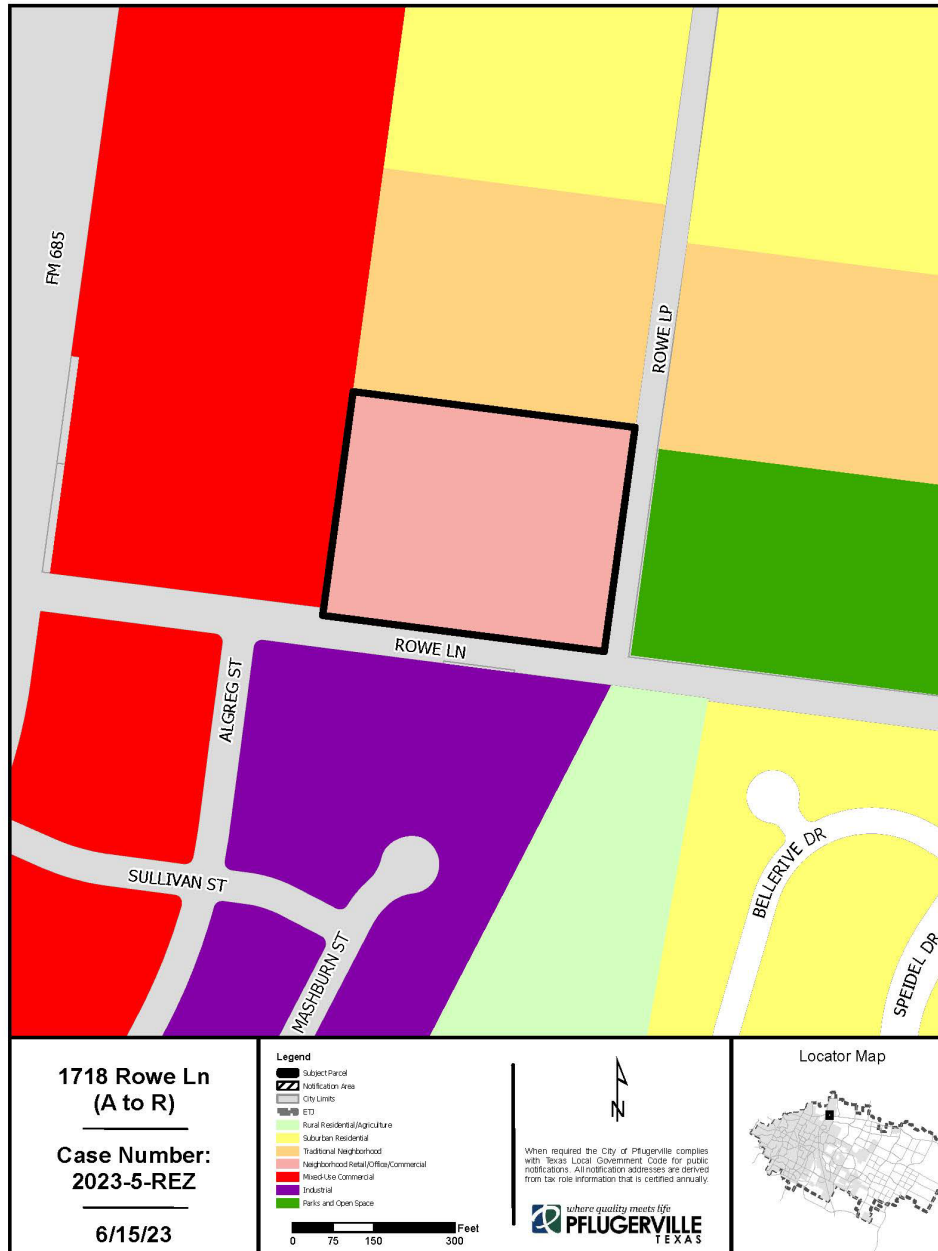 FM 685
ROWE LP
ROWE LN
ALGREG ST
SULLIVAN ST
MASHBURN ST
BELLERIVE DR
SPEIDEL DR
1718 Rowe Ln
(A to R)
Case Number:
2023-5-REZ
6/15/23
Legend
Subject Parcel
Notification Area
City Limits
ETJ
Rural Residential/Agriculture
Suburban Residential
Traditional Neighborhood
Neighborhood Retail/Office/Commercial
Mixed-Use Commercial
Industrial
Parks and Open Space
Feet
0 75 150 300
N
When required the City of Pflugerville complies
with Texas Local Government Code for public
notifications. All notification addresses are derived
from tax role information that is certified annually.
where quality meets life
PFLUGERVILLE
TEXAS
Locator Map